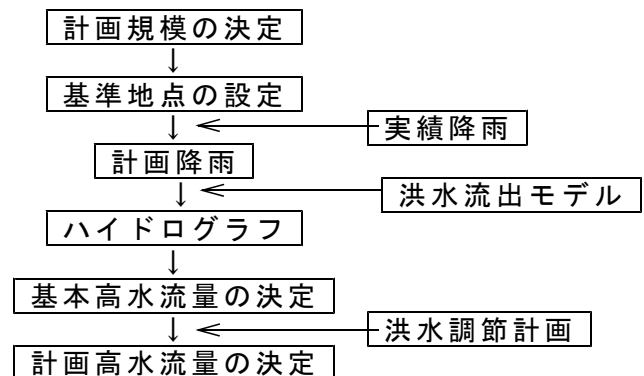 計画規模の決定
↓
基準地点の設定
↓
実績降雨
計画降雨
↓
洪水流出モデル
ハイドログラフ
↓
基本高水流量の決定
↓
洪水調節計画
計画高水流量の決定